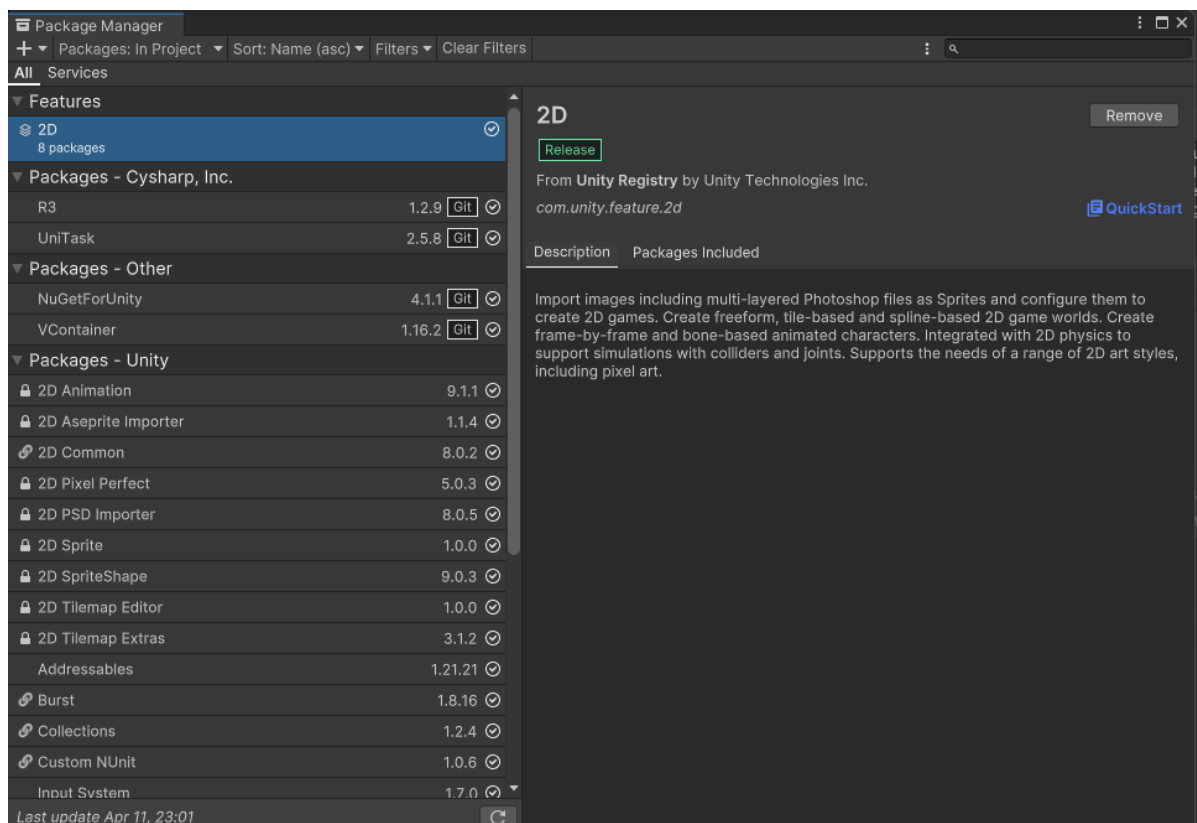 Package Manager
Packages: In Project Sort: Name (asc) Filters Clear Filters
All Services
Features
2D
8 packages
Packages - Cysharp, Inc.
R3 1.2.9 Git
UniTask 2.5.8 Git
Packages - Other
NuGetForUnity 4.1.1 Git
VContainer 1.16.2 Git
Packages - Unity
2D Animation 9.1.1
2D Aseprite Importer 1.1.4
2D Common 8.0.2
2D Pixel Perfect 5.0.3
2D PSD Importer 8.0.5
2D Sprite 1.0.0
2D SpriteShape 9.0.3
2D Tilemap Editor 1.0.0
2D Tilemap Extras 3.1.2
Addressables 1.21.21
Burst 1.8.16
Collections 1.2.4
Custom NUnit 1.0.6
Input System 1.7.0
Last update Apr 11, 23:01
2D
Remove
Release
From Unity Registry by Unity Technologies Inc.
com.unity.feature.2d
QuickStart
Description Packages Included
Import images including multi-layered Photoshop files as Sprites and configure them to
create 2D games. Create freeform, tile-based and spline-based 2D game worlds. Create
frame-by-frame and bone-based animated characters. Integrated with 2D physics to
support simulations with colliders and joints. Supports the needs of a range of 2D art styles,
including pixel art.